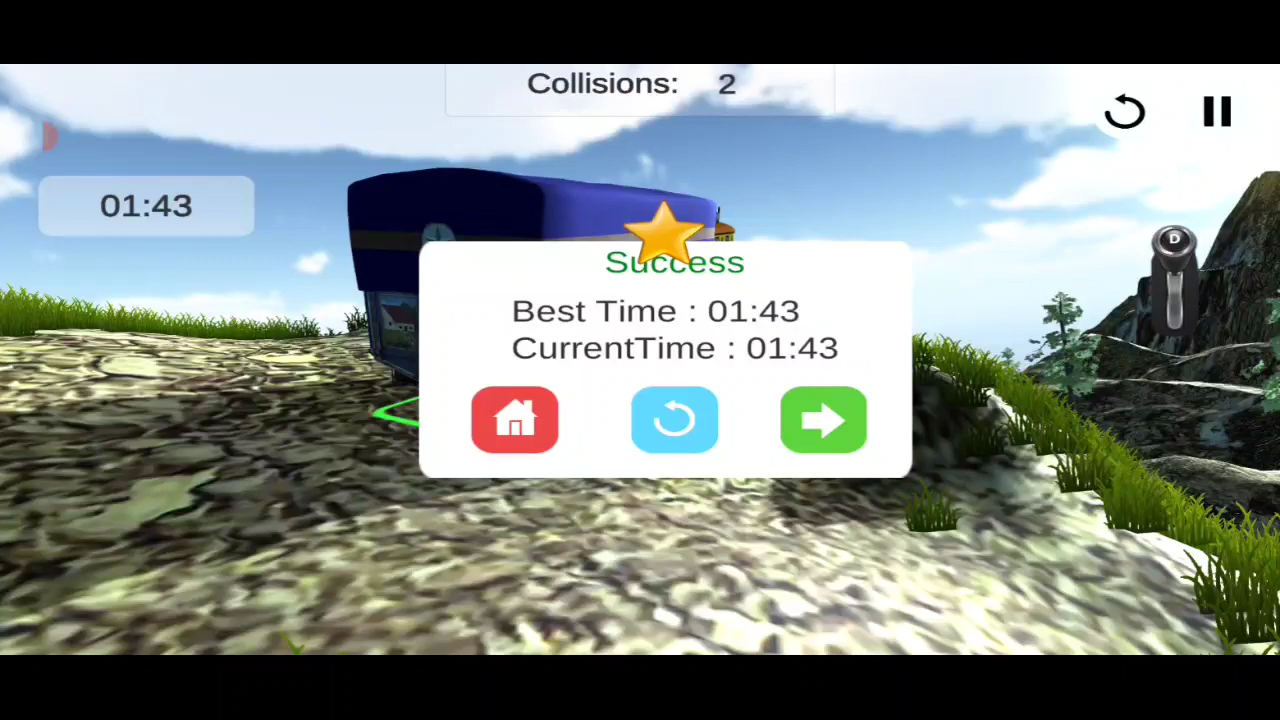 Collisions: 2
01:43
D
Success
Best Time : 01:43
CurrentTime : 01:43